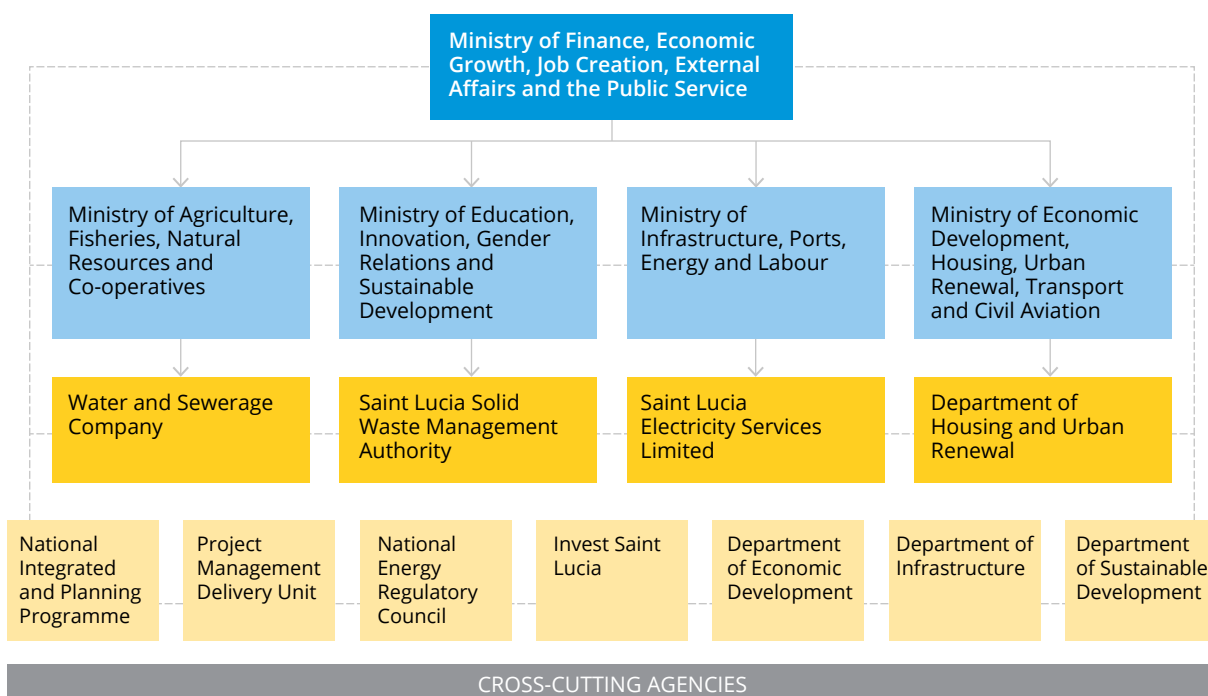 Ministry of Finance, Economic
Growth, Job Creation, External
Affairs and the Public Service
Ministry of Agriculture,
Fisheries, Natural
Resources and
Co-operatives
Ministry of Education,
Innovation, Gender
Relations and
Sustainable
Development
Ministry of
Infrastructure, Ports,
Energy and Labour
Ministry of Economic
Development,
Housing, Urban
Renewal, Transport
and Civil Aviation
Water and Sewerage
Company
Saint Lucia Solid
Waste Management
Authority
Saint Lucia
Electricity Services
Limited
Department of
Housing and Urban
Renewal
National
Integrated
and Planning
Programme
Project
Management
Delivery Unit
National
Energy
Regulatory
Council
Invest Saint
Lucia
Department
of Economic
Development
Department of
Infrastructure
Department
of Sustainable
Development
CROSS-CUTTING AGENCIES